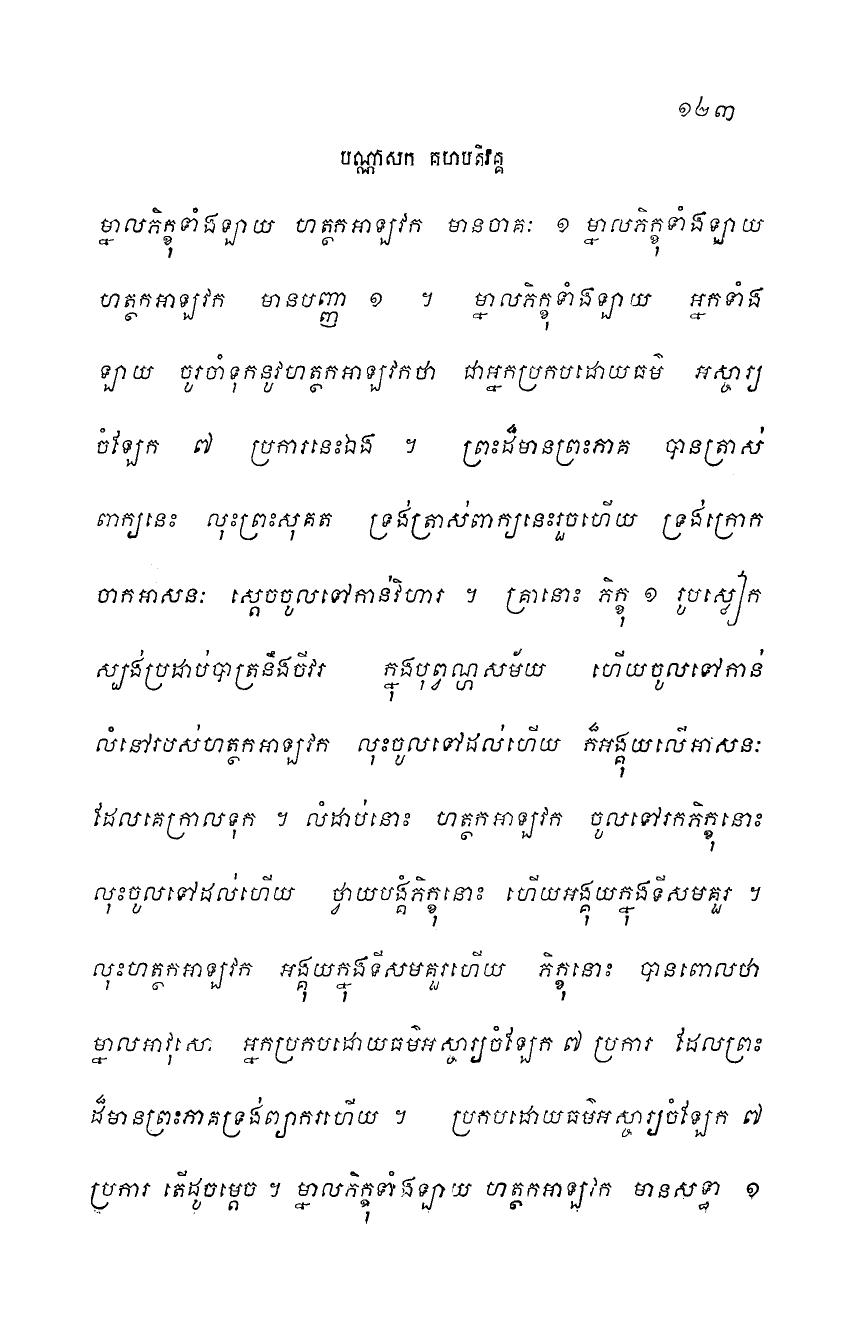 ១២៣
បណ្ណាសក គហបតិវគ្គ
ម្នាលភិក្ខុទាំងឡាយ ហត្ថកអាឡវក មានចាគៈ ១ ម្នាលភិក្ខុទាំងឡាយ
ហត្ថកអាឡវក មានបញ្ញា ១ ។ ម្នាលភិក្ខុទាំងឡាយ អ្នកទាំង
ឡាយ ចូរចាំទុកនូវហត្ថកអាឡវកថា ជាអ្នកប្រកបដោយធម៌ អស្ចារ្យ
ចំឡែក ៧ ប្រការនេះឯង ។ ព្រះដ៏មានព្រះភាគ បានត្រាស់
ពាក្យនេះ លុះព្រះសុគត ទ្រង់ត្រាស់ពាក្យនេះរួចហើយ ទ្រង់ក្រោក
ចាកអាសនៈ ស្តេចចូលទៅកាន់វិហារ ។ គ្រានោះ ភិក្ខុ ១ រូបស្លៀក
ស្បង់ប្រដាប់បាត្រនឹងចីវរ ក្នុងបុព្វណ្ហសម័យ ហើយចូលទៅកាន់
លំនៅរបស់ហត្ថកអាឡវក លុះចូលទៅដល់ហើយ ក៏អង្គុយលើអាសនៈ
ដែលគេក្រាលទុក ។ លំដាប់នោះ ហត្ថកអាឡវក ចូលទៅរកភិក្ខុនោះ
លុះចូលទៅដល់ហើយ ថ្វាយបង្គំភិក្ខុនោះ ហើយអង្គុយក្នុងទីសមគួរ ។
លុះហត្ថកអាឡវក អង្គុយក្នុងទីសមគួរហើយ ភិក្ខុនោះ បានពោលថា
ម្នាលអាវុសោ អ្នកប្រកបដោយធម៌អស្ចារ្យចំឡែក ៧ ប្រការ ដែលព្រះ
ដ៏មានព្រះភាគទ្រង់ព្យាករហើយ ។ ប្រកបដោយធម៌អស្ចារ្យចំឡែក ៧
ប្រការ តើដូចម្តេច ។ ម្នាលភិក្ខុទាំងឡាយ ហត្ថកអាឡវក មានសទ្ធា ១